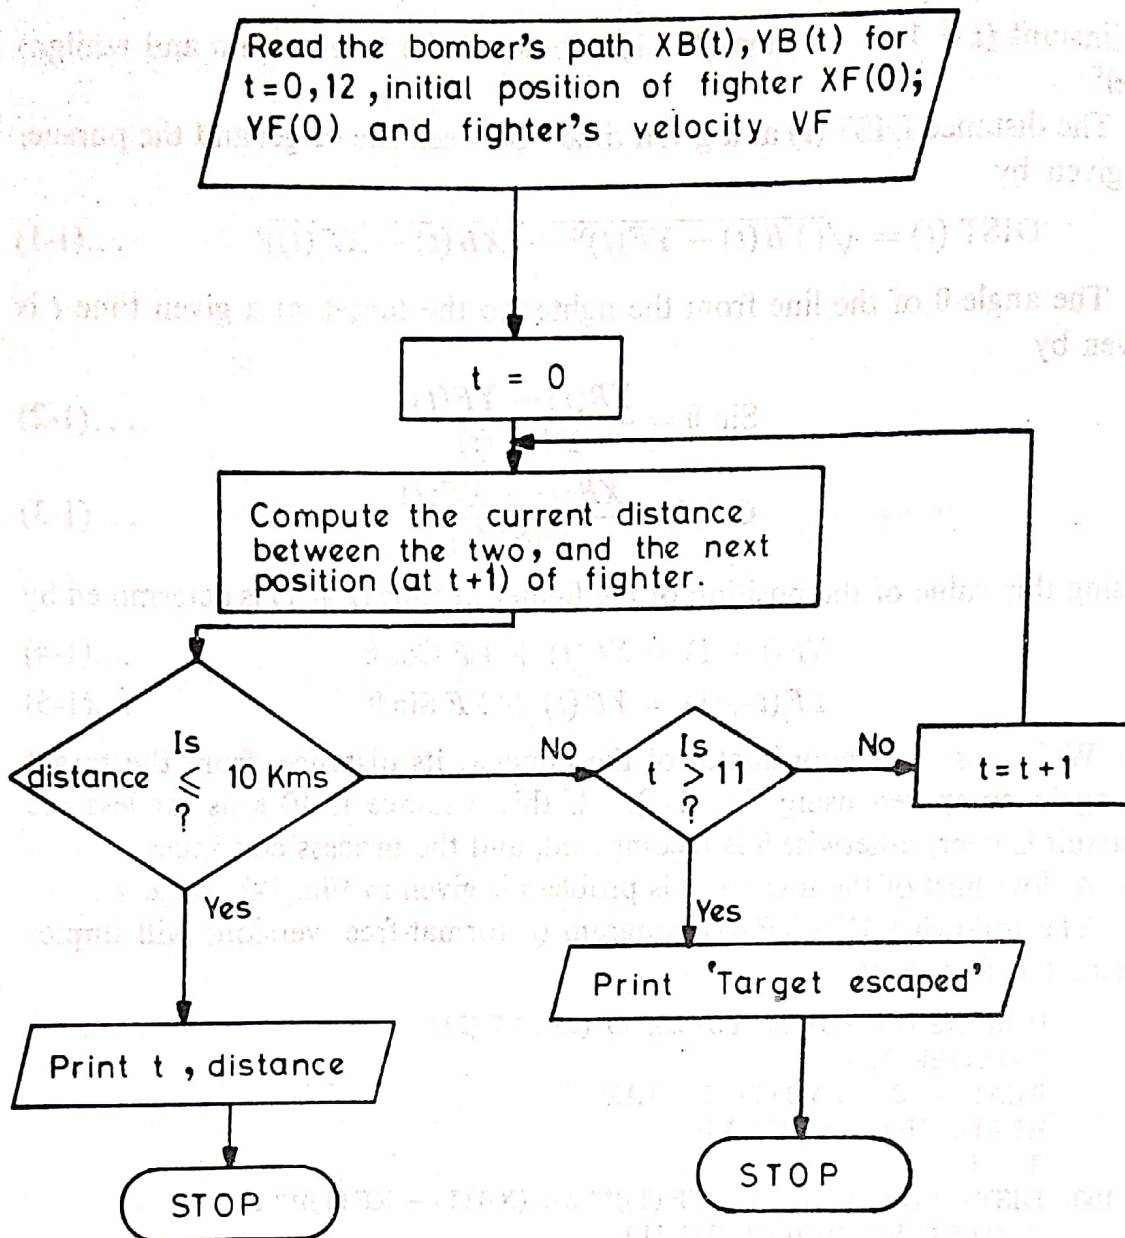 Read the bomber's path XB(t), YB(t) for
t=0,12, initial position of fighter XF(0);
YF(0) and fighter's velocity VF
t = 0
Compute the current distance
between the two, and the next
position (at t+1) of fighter.
Is
distance ≤ 10 Kms
?
No
Is
t > 11
?
No
t = t+1
Yes
Yes
Print 'Target escaped'
Print t, distance
STOP
STOP